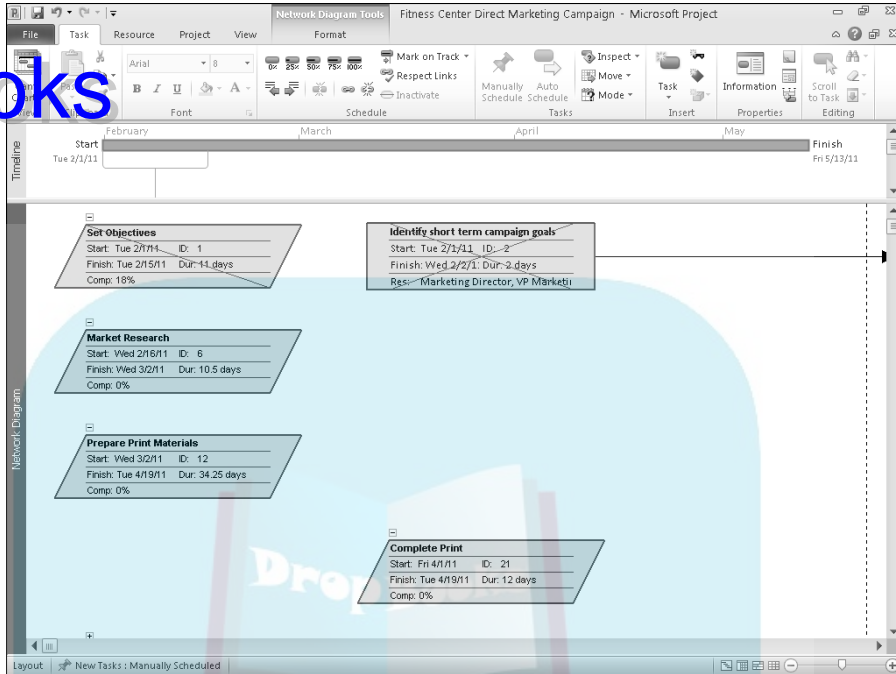 Network Diagram Tools
Fitness Center Direct Marketing Campaign - Microsoft Project
File Task Resource Project View Format
oks
Arial 8
B I U A
Font
0% 25% 50% 75% 100%
Mark on Track
Respect Links
Inactivate
Schedule
Manually Schedule
Auto Schedule
Inspect
Move
Mode
Tasks
Task
Insert
Information
Properties
Scroll to Task
Editing
Timeline
February March April May
Start
Tue 2/1/11
Finish
Fri 5/13/11
Network Diagram
Set Objectives
Start: Tue 2/1/11 ID: 1
Finish: Tue 2/15/11 Dur: 11 days
Comp: 18%
Identify short term campaign goals
Start: Tue 2/1/11 ID: 2
Finish: Wed 2/2/1 Dur: 2 days
Res: Marketing Director, VP Marketi
Market Research
Start: Wed 2/16/11 ID: 6
Finish: Wed 3/2/11 Dur: 10.5 days
Comp: 0%
Prepare Print Materials
Start: Wed 3/2/11 ID: 12
Finish: Tue 4/19/11 Dur: 34.25 days
Comp: 0%
Complete Print
Start: Fri 4/1/11 ID: 21
Finish: Tue 4/19/11 Dur: 12 days
Comp: 0%
Layout New Tasks : Manually Scheduled